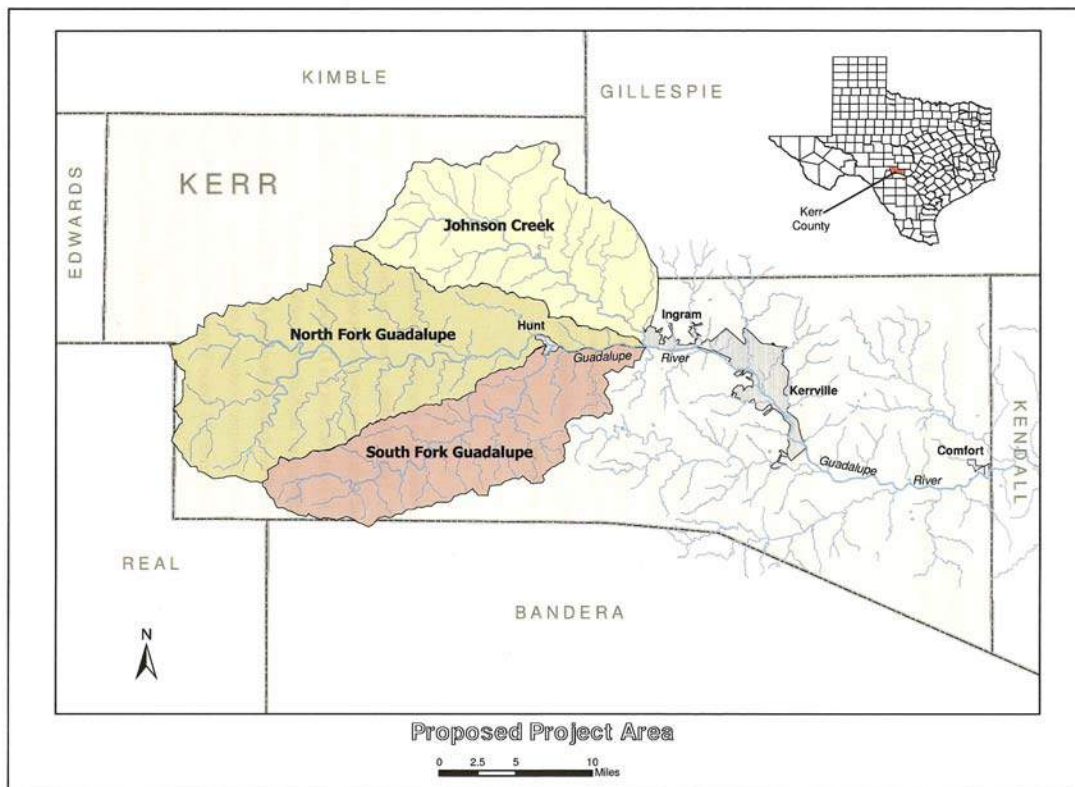 KIMBLE
GILLESPIE
EDWARDS
KERR
Kerr
County
Johnson Creek
North Fork Guadalupe
Hunt
Ingram
Guadalupe
River
Kerrville
South Fork Guadalupe
Guadalupe
River
Comfort
KENDALL
REAL
BANDERA
N
Proposed Project Area
0 2.5 5 10
Miles